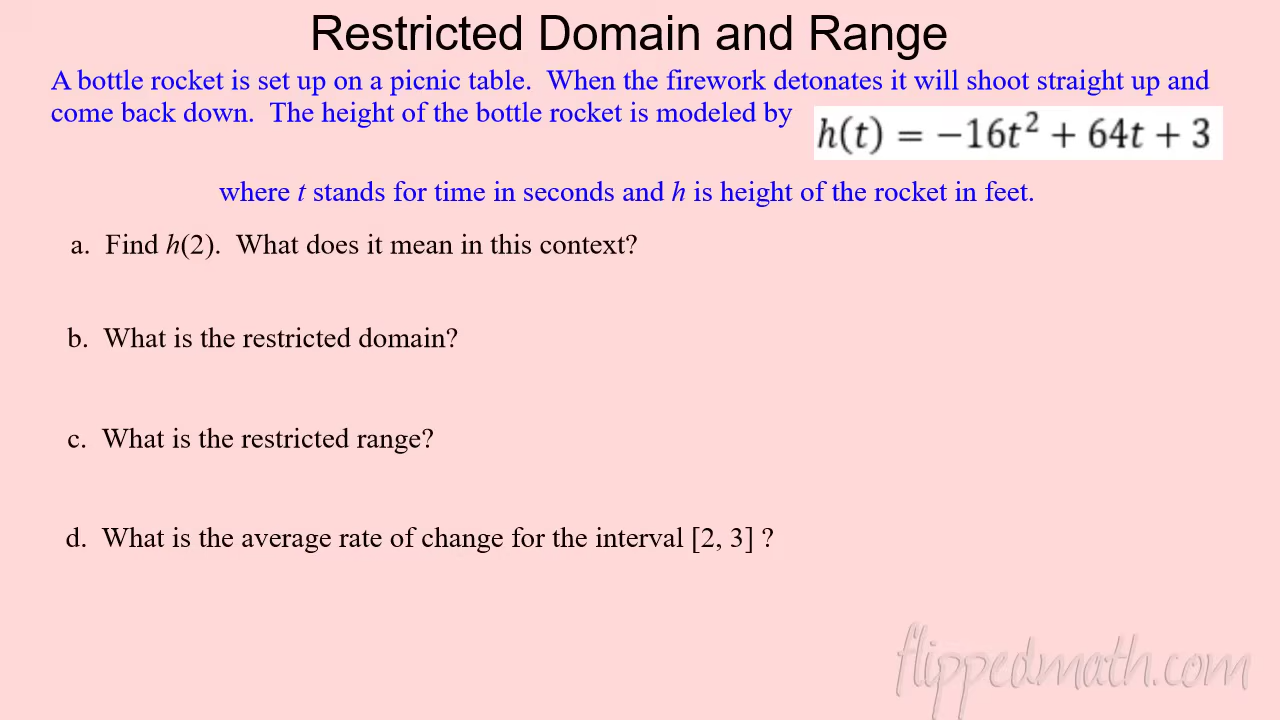 Restricted Domain and Range
A bottle rocket is set up on a picnic table. When the firework detonates it will shoot straight up and
come back down. The height of the bottle rocket is modeled by h(t) = −16t² + 64t + 3
where t stands for time in seconds and h is height of the rocket in feet.
a. Find h(2). What does it mean in this context?
b. What is the restricted domain?
c. What is the restricted range?
d. What is the average rate of change for the interval [2, 3] ?
flippedmath.com